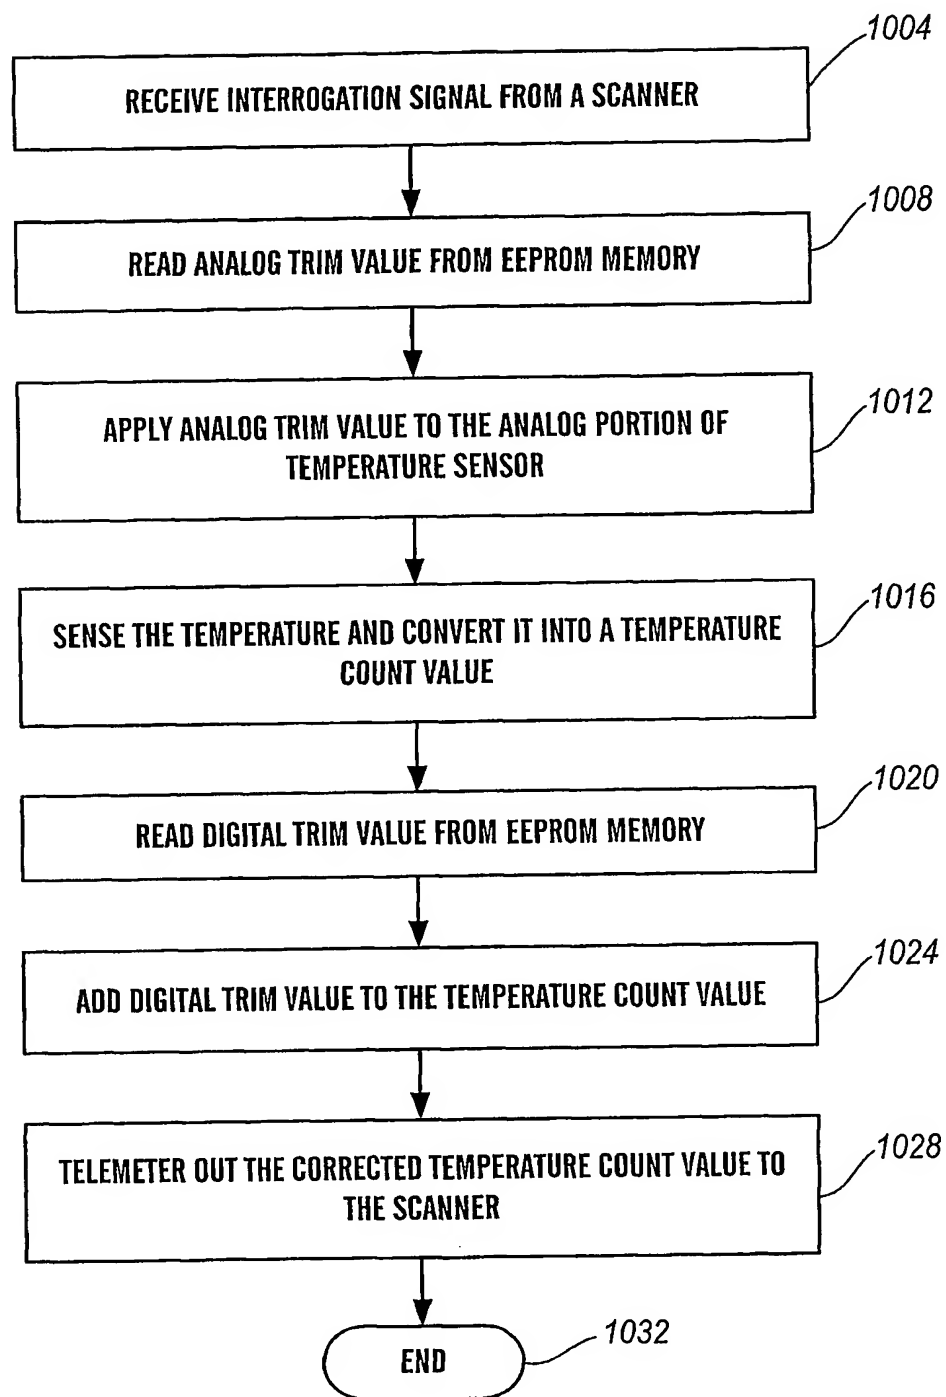 1004
RECEIVE INTERROGATION SIGNAL FROM A SCANNER
1008
READ ANALOG TRIM VALUE FROM EEPROM MEMORY
1012
APPLY ANALOG TRIM VALUE TO THE ANALOG PORTION OF
TEMPERATURE SENSOR
1016
SENSE THE TEMPERATURE AND CONVERT IT INTO A TEMPERATURE
COUNT VALUE
1020
READ DIGITAL TRIM VALUE FROM EEPROM MEMORY
1024
ADD DIGITAL TRIM VALUE TO THE TEMPERATURE COUNT VALUE
1028
TELEMETER OUT THE CORRECTED TEMPERATURE COUNT VALUE TO
THE SCANNER
1032
END